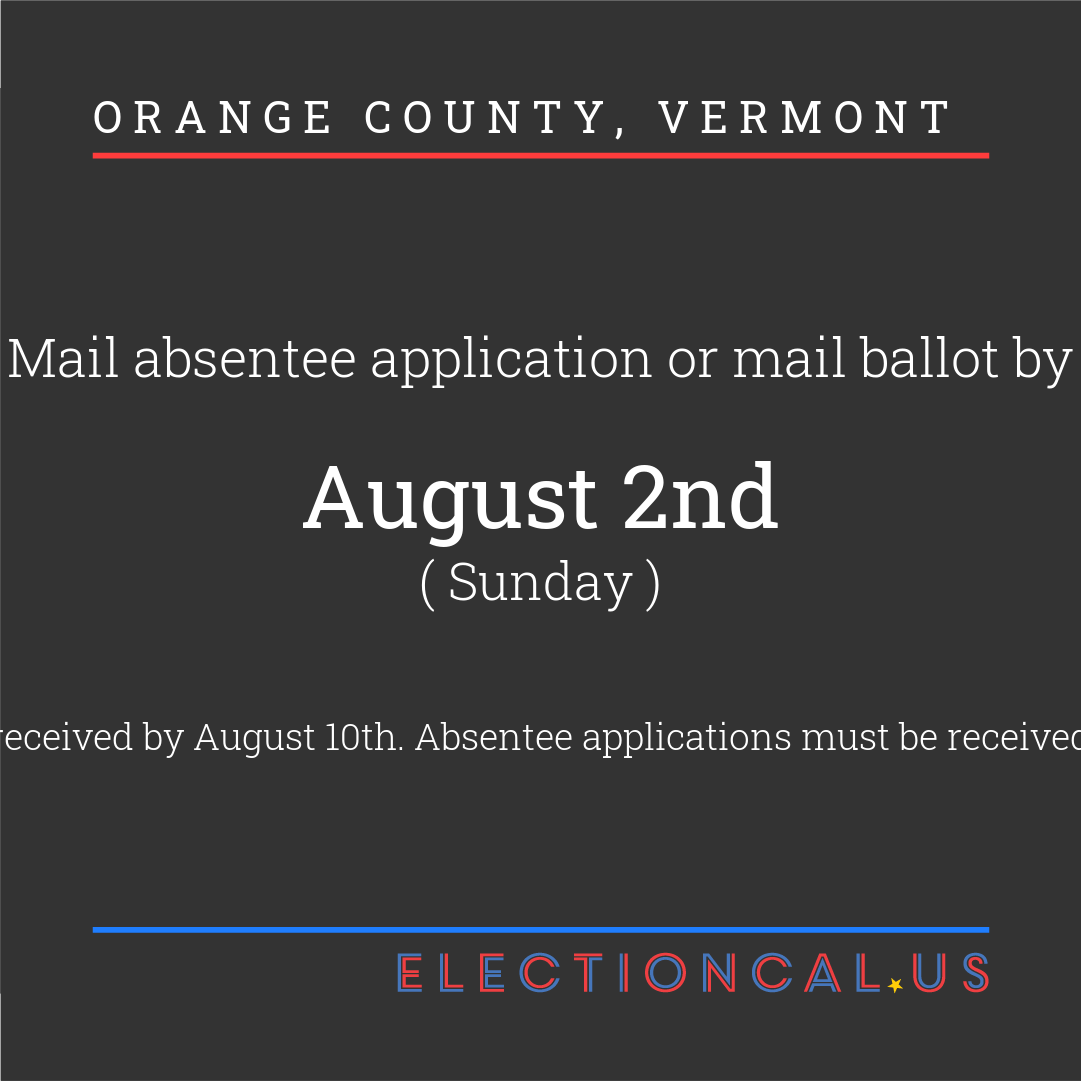 ORANGE COUNTY, VERMONT
Mail absentee application or mail ballot by
August 2nd
( Sunday )
received by August 10th. Absentee applications must be received
ELECTIONCAL.US